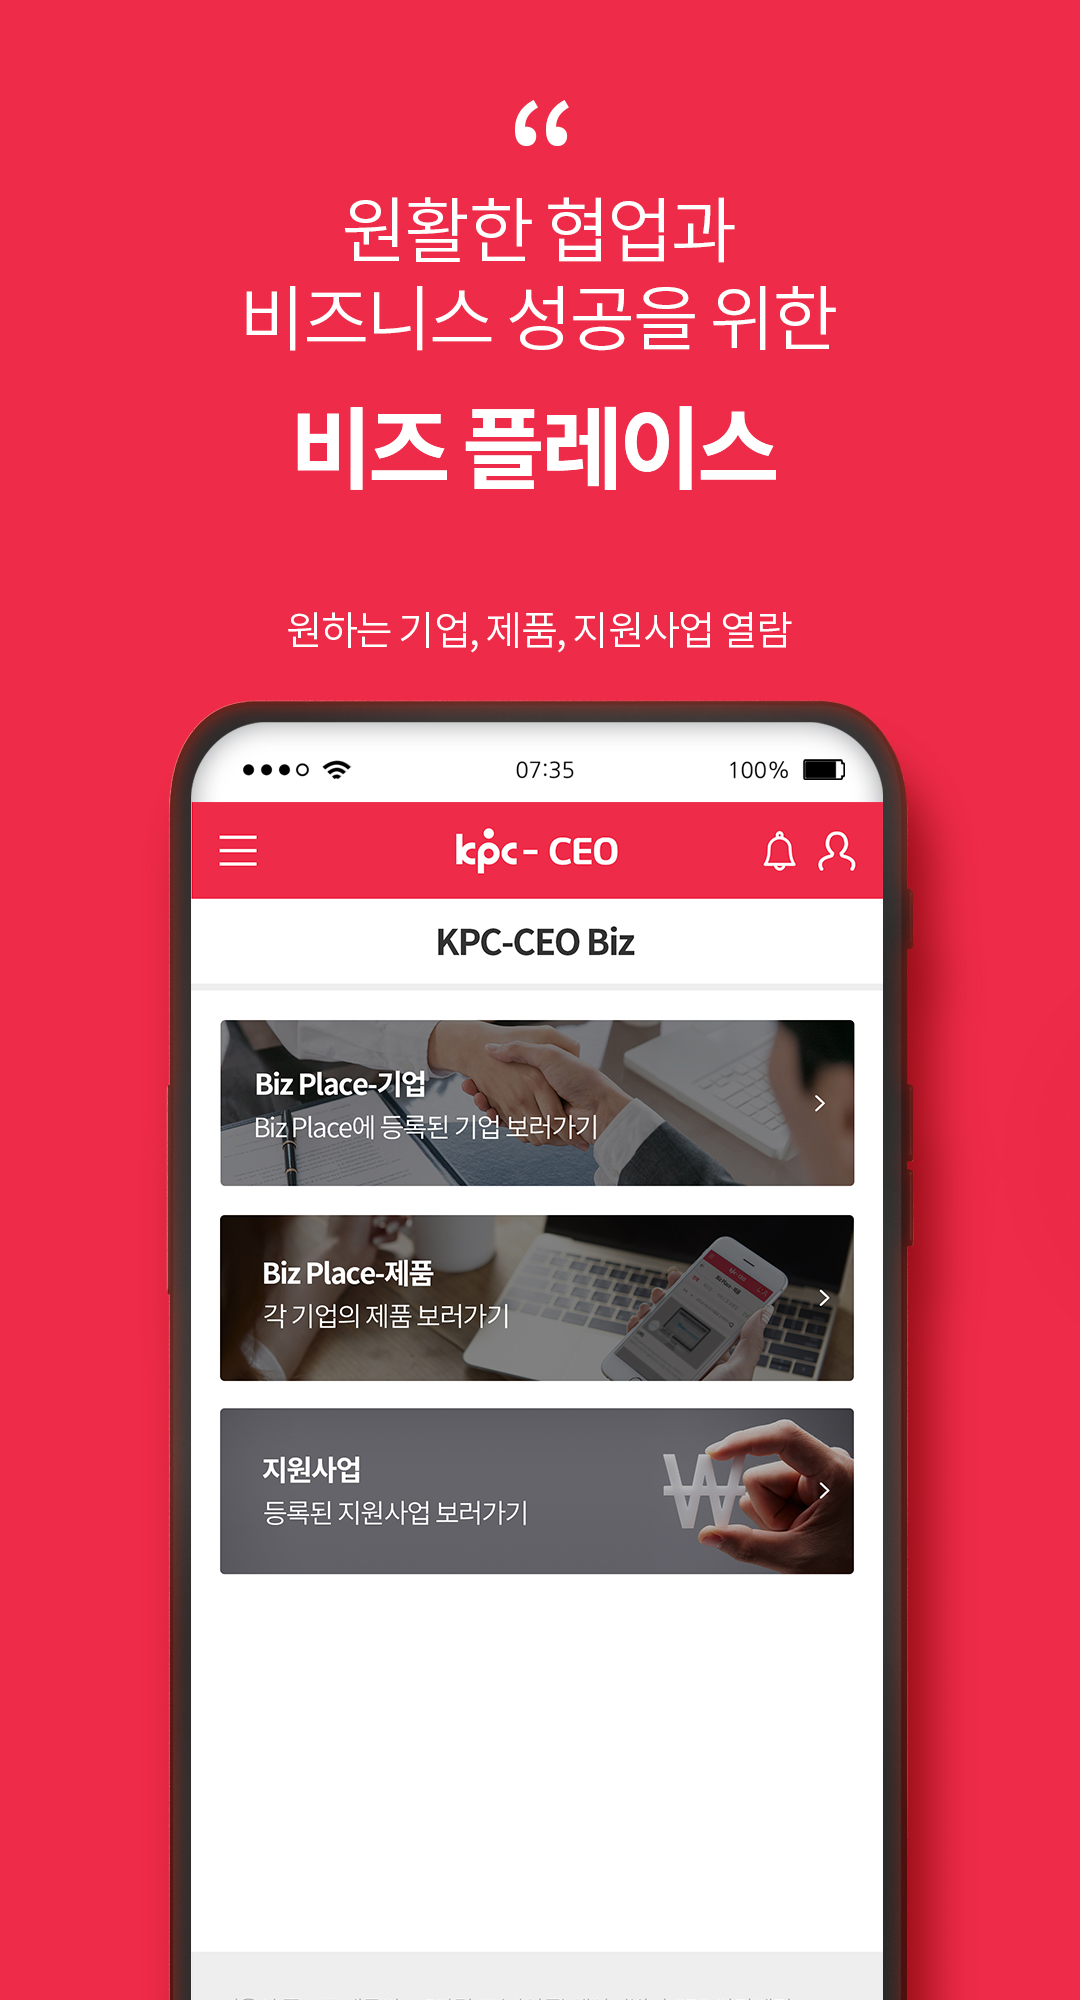 “
원활한 협업과
비즈니스 성공을 위한
비즈 플레이스
원하는 기업, 제품, 지원사업 열람
07:35
100%
kpc- CEO
KPC-CEO Biz
Biz Place-기업
Biz Place에 등록된 기업 보러가기
Biz Place-제품
각 기업의 제품 보러가기
지원사업
등록된 지원사업 보러가기
₩